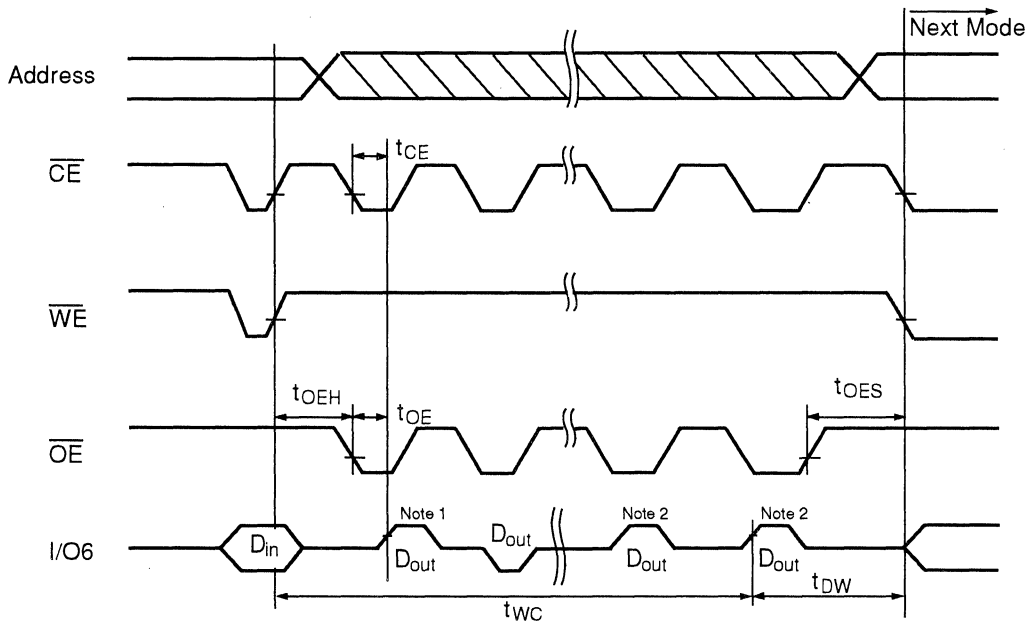 Next Mode
Address
CE
tCE
WE
tOEH
tOE
tOES
OE
Note 1
Note 2
Note 2
I/O6
Din
Dout
Dout
Dout
Dout
tWC
tDW